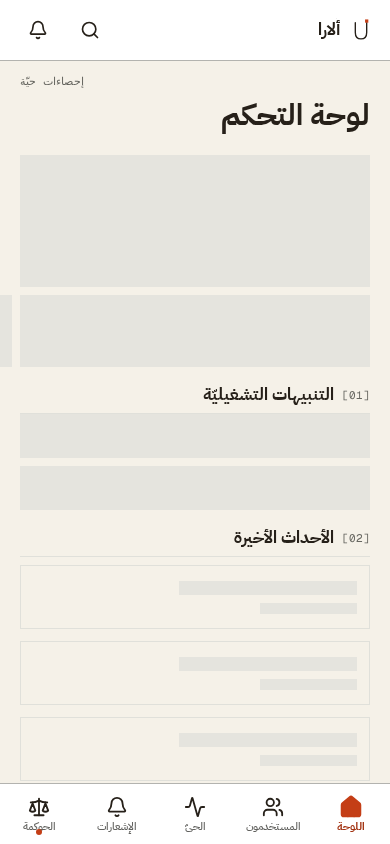 ألارا
إحصاءات حيّة
لوحة التحكم
[01] التنبيهات التشغيليّة
[02] الأحداث الأخيرة
اللوحة
المستخدمون
الحيّ
الإشعارات
الحوكمة